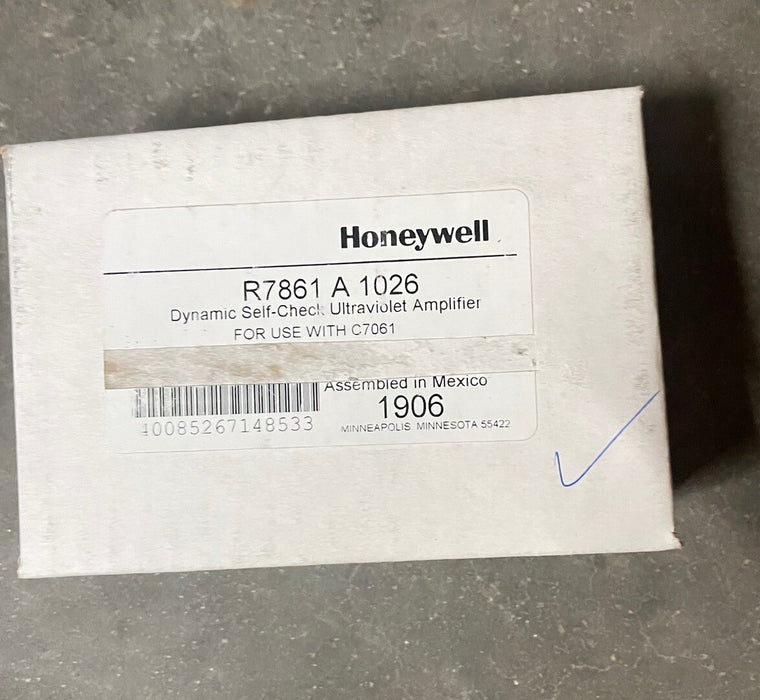 Honeywell
R7861 A 1026
Dynamic Self-Check Ultraviolet Amplifier
FOR USE WITH C7061
Assembled in Mexico
1906
40085267148533
MINNEAPOLIS MINNESOTA 55422